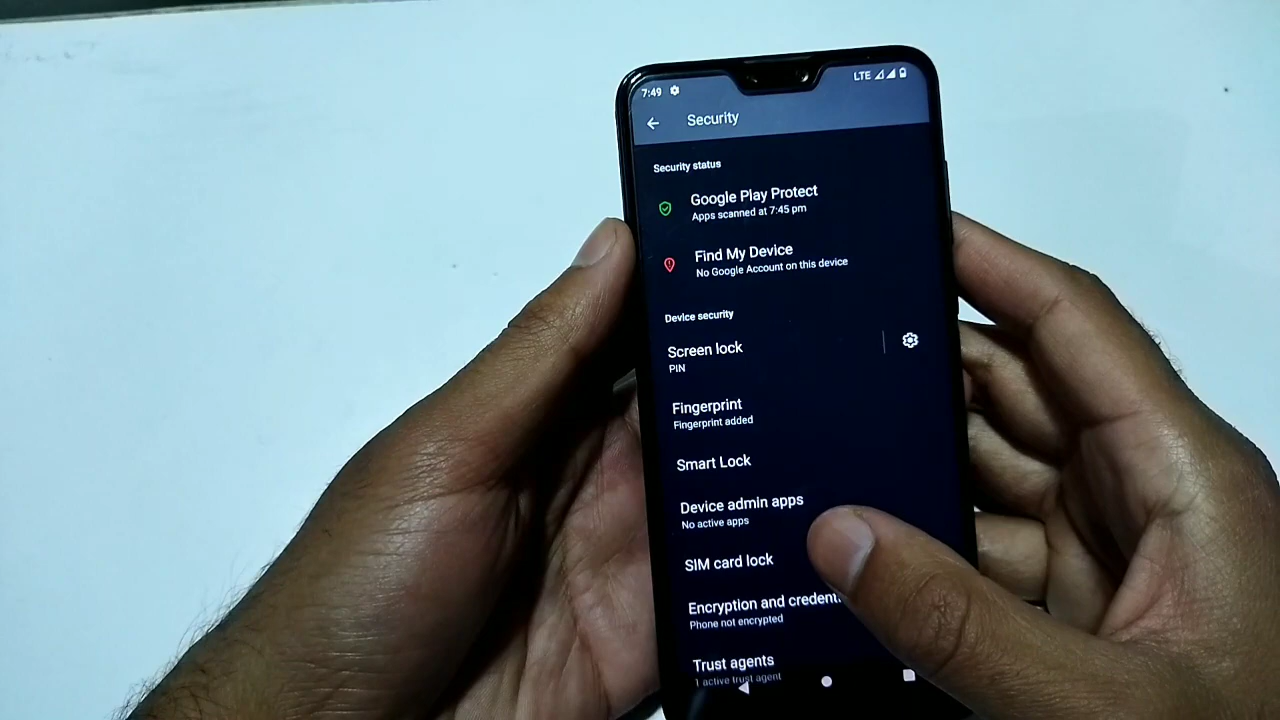 7:49 LTE
Security
Security status
Google Play Protect
Apps scanned at 7:45 pm
Find My Device
No Google Account on this device
Device security
Screen lock
PIN
Fingerprint
Fingerprint added
Smart Lock
Device admin apps
No active apps
SIM card lock
Encryption and
Phone not encrypted
Trust agents
1 active trust agent